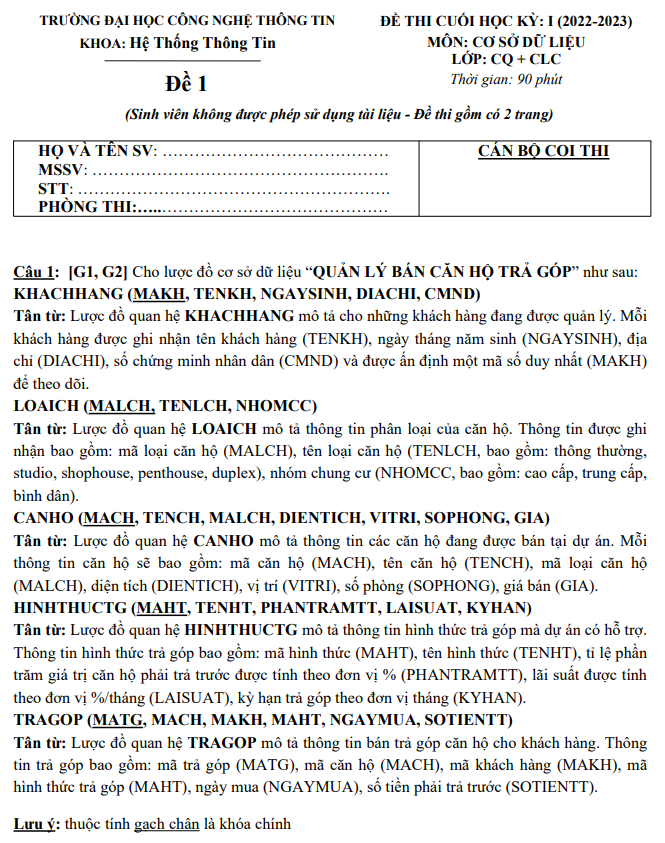 TRƯỜNG ĐẠI HỌC CÔNG NGHỆ THÔNG TIN
KHOA: Hệ Thống Thông Tin
Đề 1
ĐỀ THI CUỐI HỌC KỲ: I (2022-2023)
MÔN: CƠ SỞ DỮ LIỆU
LỚP: CQ + CLC
Thời gian: 90 phút
(Sinh viên không được phép sử dụng tài liệu - Đề thi gồm có 2 trang)
HỌ VÀ TÊN SV: ……………………………………
MSSV: ……………………………………………….
STT: ………………………………………………….
PHÒNG THI:…..……………………………………
CÁN BỘ COI THI
Câu 1: [G1, G2] Cho lược đồ cơ sở dữ liệu “QUẢN LÝ BÁN CĂN HỘ TRẢ GÓP” như sau:
KHACHHANG (MAKH, TENKH, NGAYSINH, DIACHI, CMND)
Tân từ: Lược đồ quan hệ KHACHHANG mô tả cho những khách hàng đang được quản lý. Mỗi
khách hàng được ghi nhận tên khách hàng (TENKH), ngày tháng năm sinh (NGAYSINH), địa
chỉ (DIACHI), số chứng minh nhân dân (CMND) và được ấn định một mã số duy nhất (MAKH)
để theo dõi.
LOAICH (MALCH, TENLCH, NHOMCC)
Tân từ: Lược đồ quan hệ LOAICH mô tả thông tin phân loại của căn hộ. Thông tin được ghi
nhận bao gồm: mã loại căn hộ (MALCH), tên loại căn hộ (TENLCH, bao gồm: thông thường,
studio, shophouse, penthouse, duplex), nhóm chung cư (NHOMCC, bao gồm: cao cấp, trung cấp,
bình dân).
CANHO (MACH, TENCH, MALCH, DIENTICH, VITRI, SOPHONG, GIA)
Tân từ: Lược đồ quan hệ CANHO mô tả thông tin các căn hộ đang được bán tại dự án. Mỗi
thông tin căn hộ sẽ bao gồm: mã căn hộ (MACH), tên căn hộ (TENCH), mã loại căn hộ
(MALCH), diện tích (DIENTICH), vị trí (VITRI), số phòng (SOPHONG), giá bán (GIA).
HINHTHUCTG (MAHT, TENHT, PHANTRAMTT, LAISUAT, KYHAN)
Tân từ: Lược đồ quan hệ HINHTHUCTG mô tả thông tin hình thức trả góp mà dự án có hỗ trợ.
Thông tin hình thức trả góp bao gồm: mã hình thức (MAHT), tên hình thức (TENHT), tỉ lệ phần
trăm giá trị căn hộ phải trả trước được tính theo đơn vị % (PHANTRAMTT), lãi suất được tính
theo đơn vị %/tháng (LAISUAT), kỳ hạn trả góp theo đơn vị tháng (KYHAN).
TRAGOP (MATG, MACH, MAKH, MAHT, NGAYMUA, SOTIENTT)
Tân từ: Lược đồ quan hệ TRAGOP mô tả thông tin bán trả góp căn hộ cho khách hàng. Thông
tin trả góp bao gồm: mã trả góp (MATG), mã căn hộ (MACH), mã khách hàng (MAKH), mã
hình thức trả góp (MAHT), ngày mua (NGAYMUA), số tiền phải trả trước (SOTIENTT).
Lưu ý: thuộc tính gạch chân là khóa chính